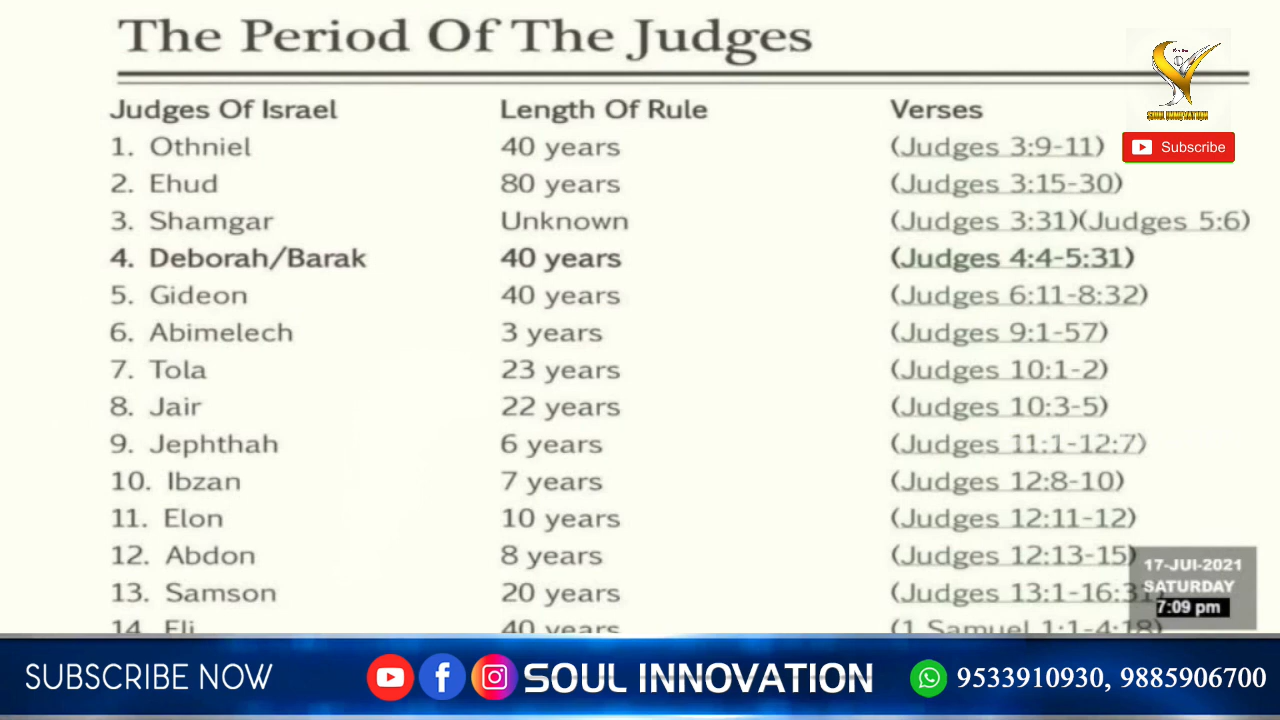 The Period Of The Judges
Judges Of Israel Length Of Rule Verses
1. Othniel 40 years (Judges 3:9-11)
2. Ehud 80 years (Judges 3:15-30)
3. Shamgar Unknown (Judges 3:31)(Judges 5:6)
4. Deborah/Barak 40 years (Judges 4:4-5:31)
5. Gideon 40 years (Judges 6:11-8:32)
6. Abimelech 3 years (Judges 9:1-57)
7. Tola 23 years (Judges 10:1-2)
8. Jair 22 years (Judges 10:3-5)
9. Jephthah 6 years (Judges 11:1-12:7)
10. Ibzan 7 years (Judges 12:8-10)
11. Elon 10 years (Judges 12:11-12)
12. Abdon 8 years (Judges 12:13-15)
13. Samson 20 years (Judges 13:1-16:31)
14. Eli 40 years (1 Samuel 1:1-4:18)
SOUL INNOVATION
Subscribe
17-JUl-2021
SATURDAY
7:09 pm
SUBSCRIBE NOW SOUL INNOVATION 9533910930, 9885906700